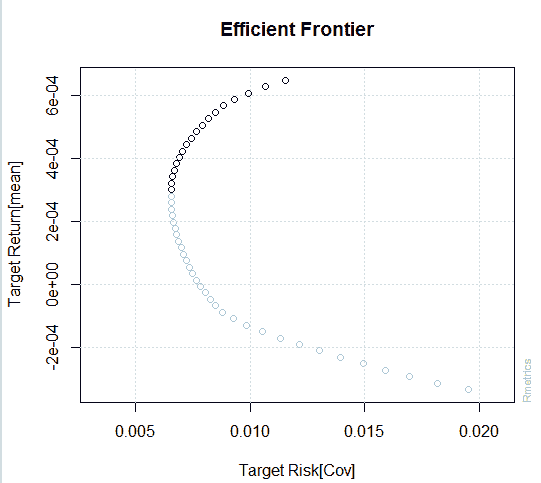 Efficient Frontier
Target Return[mean]
6e-04
4e-04
2e-04
0e+00
-2e-04
Rmetrics
0.005 0.010 0.015 0.020
Target Risk[Cov]